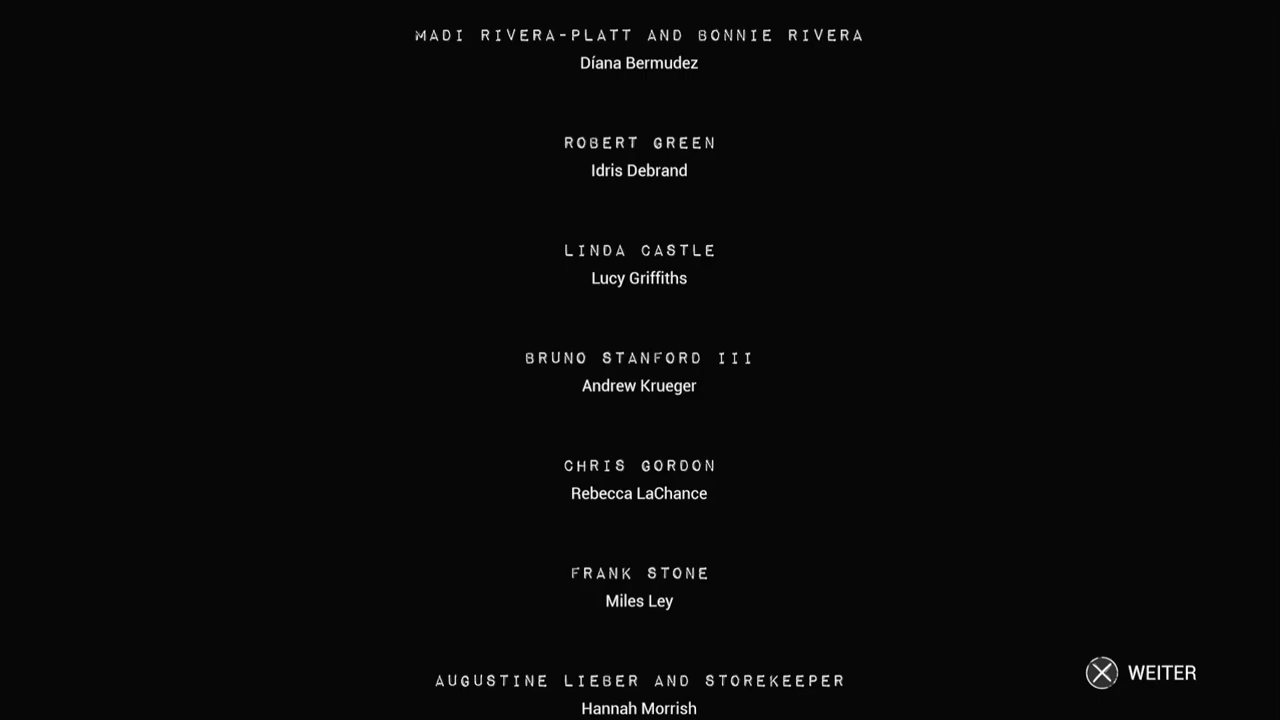 MADI RIVERA-PLATT AND BONNIE RIVERA
Díana Bermudez
ROBERT GREEN
Idris Debrand
LINDA CASTLE
Lucy Griffiths
BRUNO STANFORD III
Andrew Krueger
CHRIS GORDON
Rebecca LaChance
FRANK STONE
Miles Ley
AUGUSTINE LIEBER AND STOREKEEPER
Hannah Morrish
WEITER